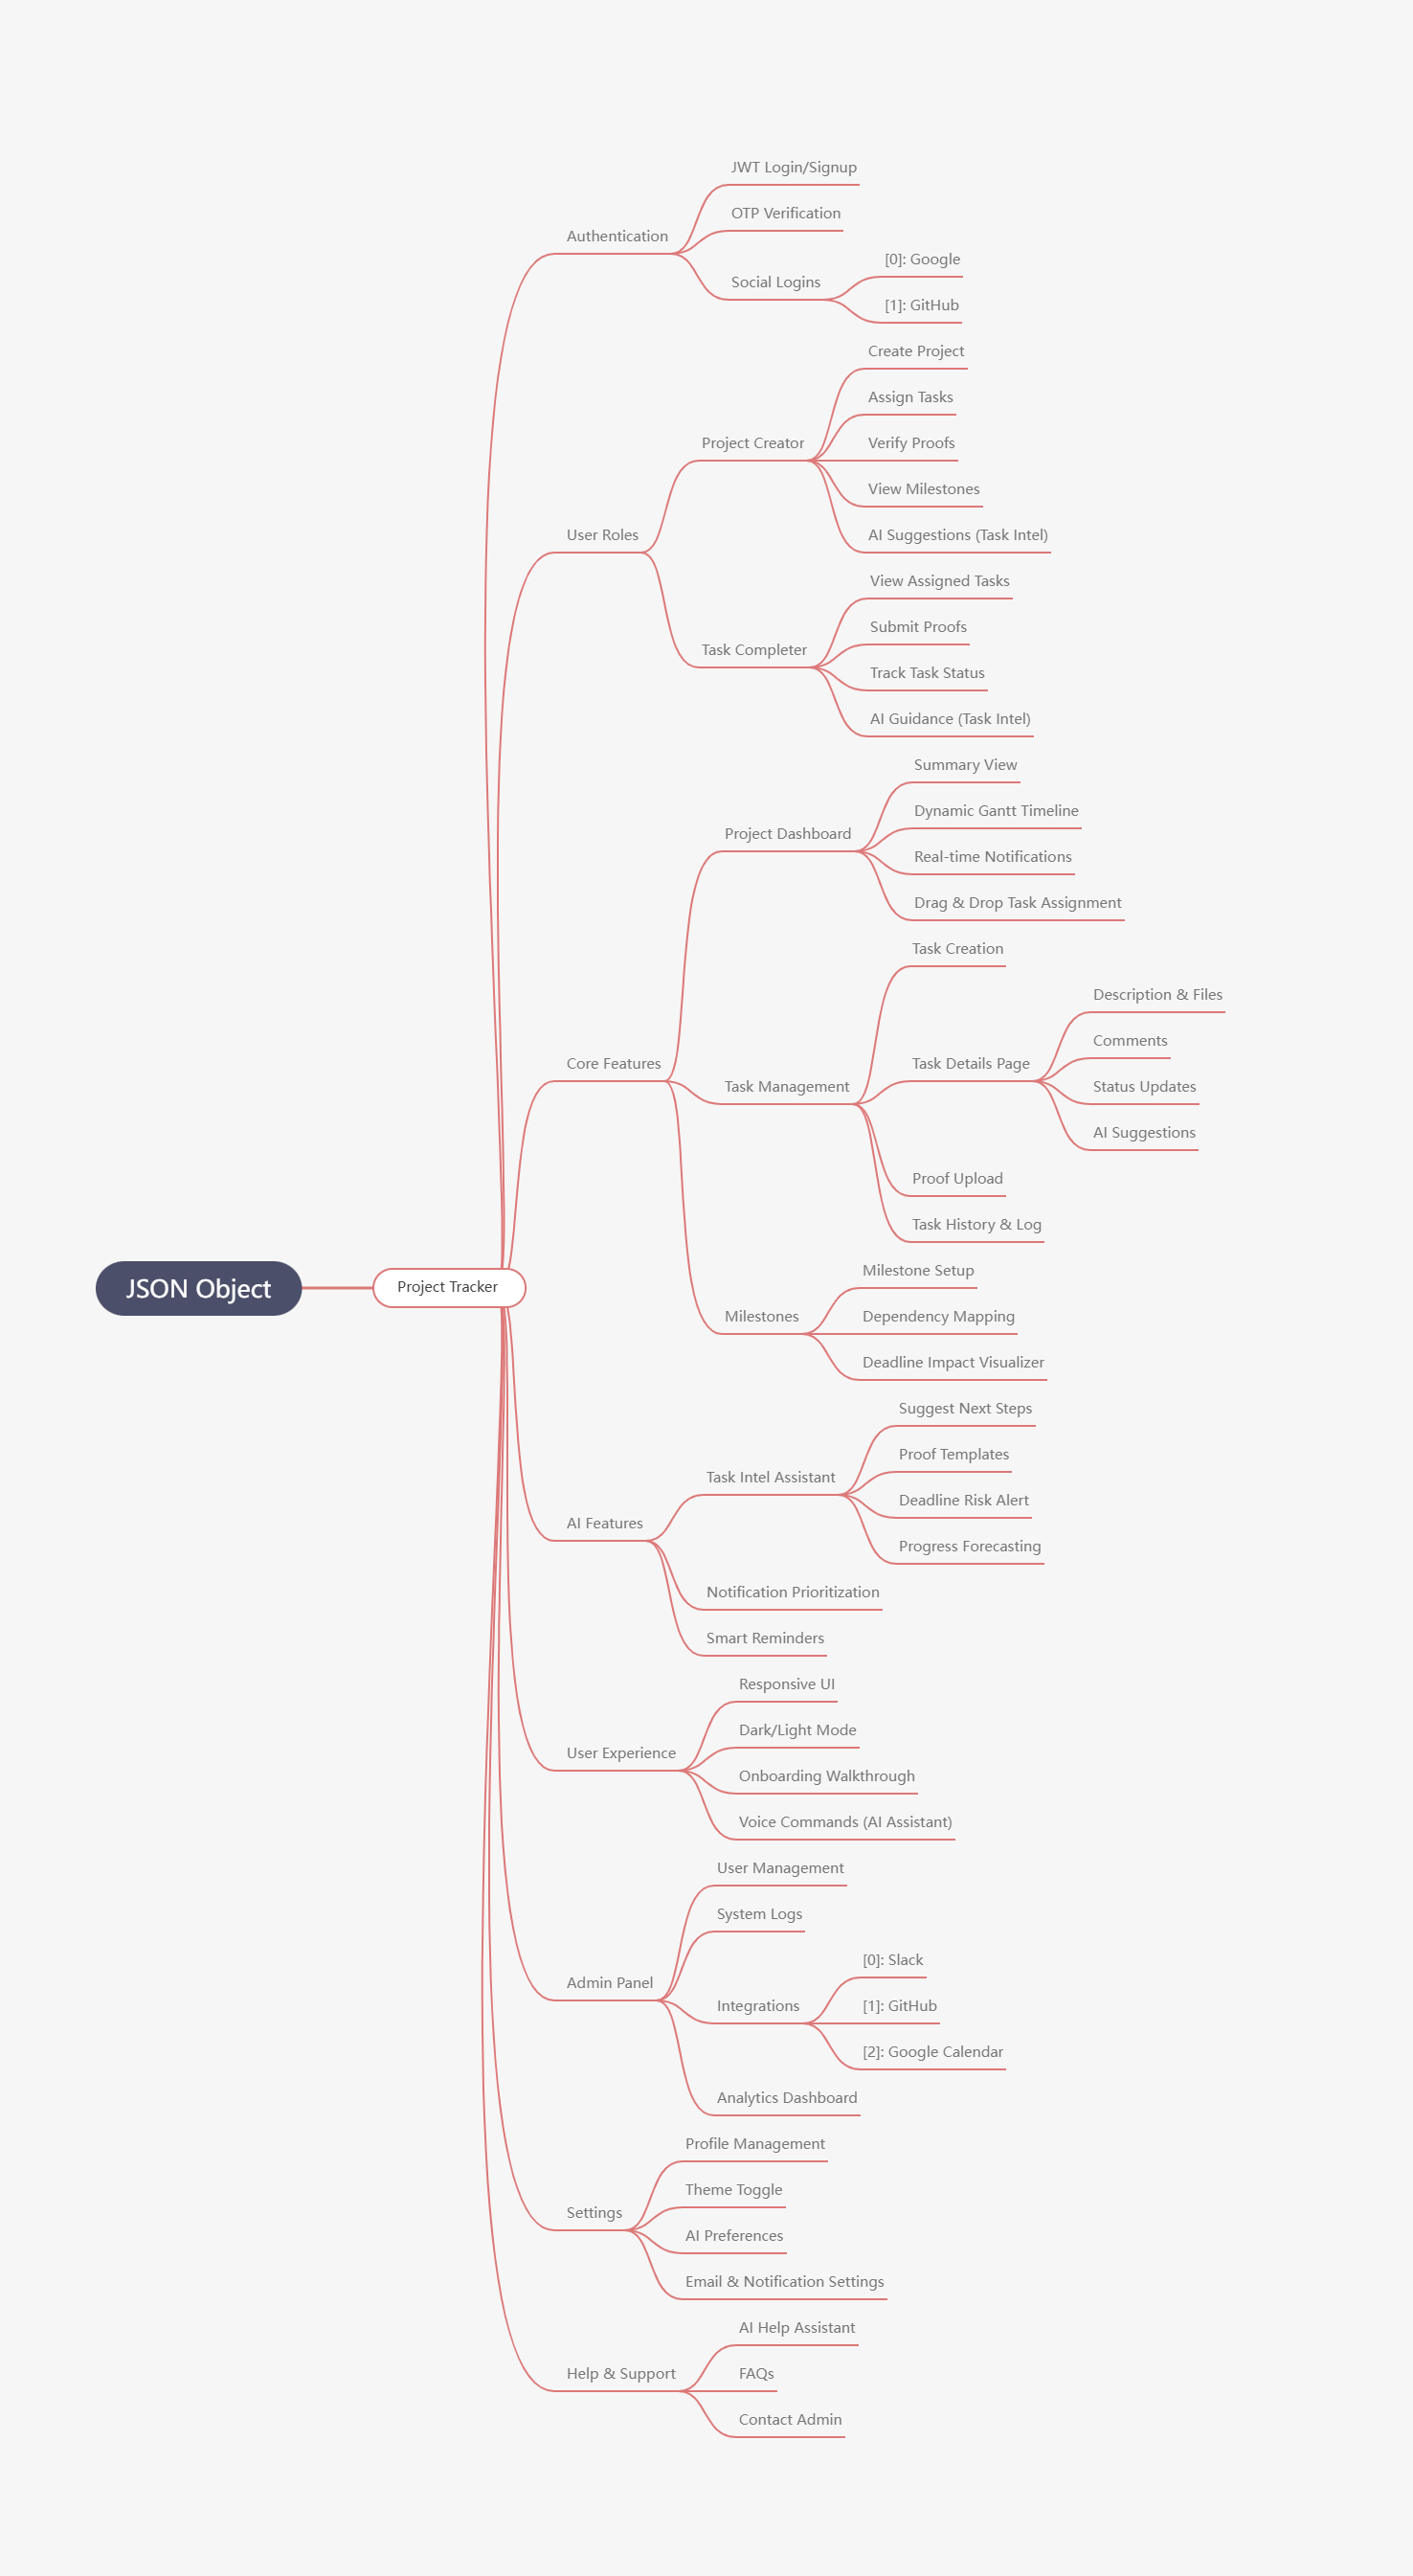 JWT Login/Signup
OTP Verification
Authentication
[0]: Google
Social Logins
[1]: GitHub
Create Project
Assign Tasks
Project Creator
Verify Proofs
View Milestones
User Roles
AI Suggestions (Task Intel)
View Assigned Tasks
Submit Proofs
Task Completer
Track Task Status
AI Guidance (Task Intel)
Summary View
Dynamic Gantt Timeline
Project Dashboard
Real-time Notifications
Drag & Drop Task Assignment
Task Creation
Description & Files
Comments
Core Features
Task Details Page
Task Management
Status Updates
AI Suggestions
Proof Upload
Task History & Log
Milestone Setup
JSON Object
Project Tracker
Milestones
Dependency Mapping
Deadline Impact Visualizer
Suggest Next Steps
Proof Templates
Task Intel Assistant
Deadline Risk Alert
AI Features
Progress Forecasting
Notification Prioritization
Smart Reminders
Responsive UI
Dark/Light Mode
User Experience
Onboarding Walkthrough
Voice Commands (AI Assistant)
User Management
System Logs
[0]: Slack
Admin Panel
Integrations
[1]: GitHub
[2]: Google Calendar
Analytics Dashboard
Profile Management
Theme Toggle
Settings
AI Preferences
Email & Notification Settings
AI Help Assistant
Help & Support
FAQs
Contact Admin